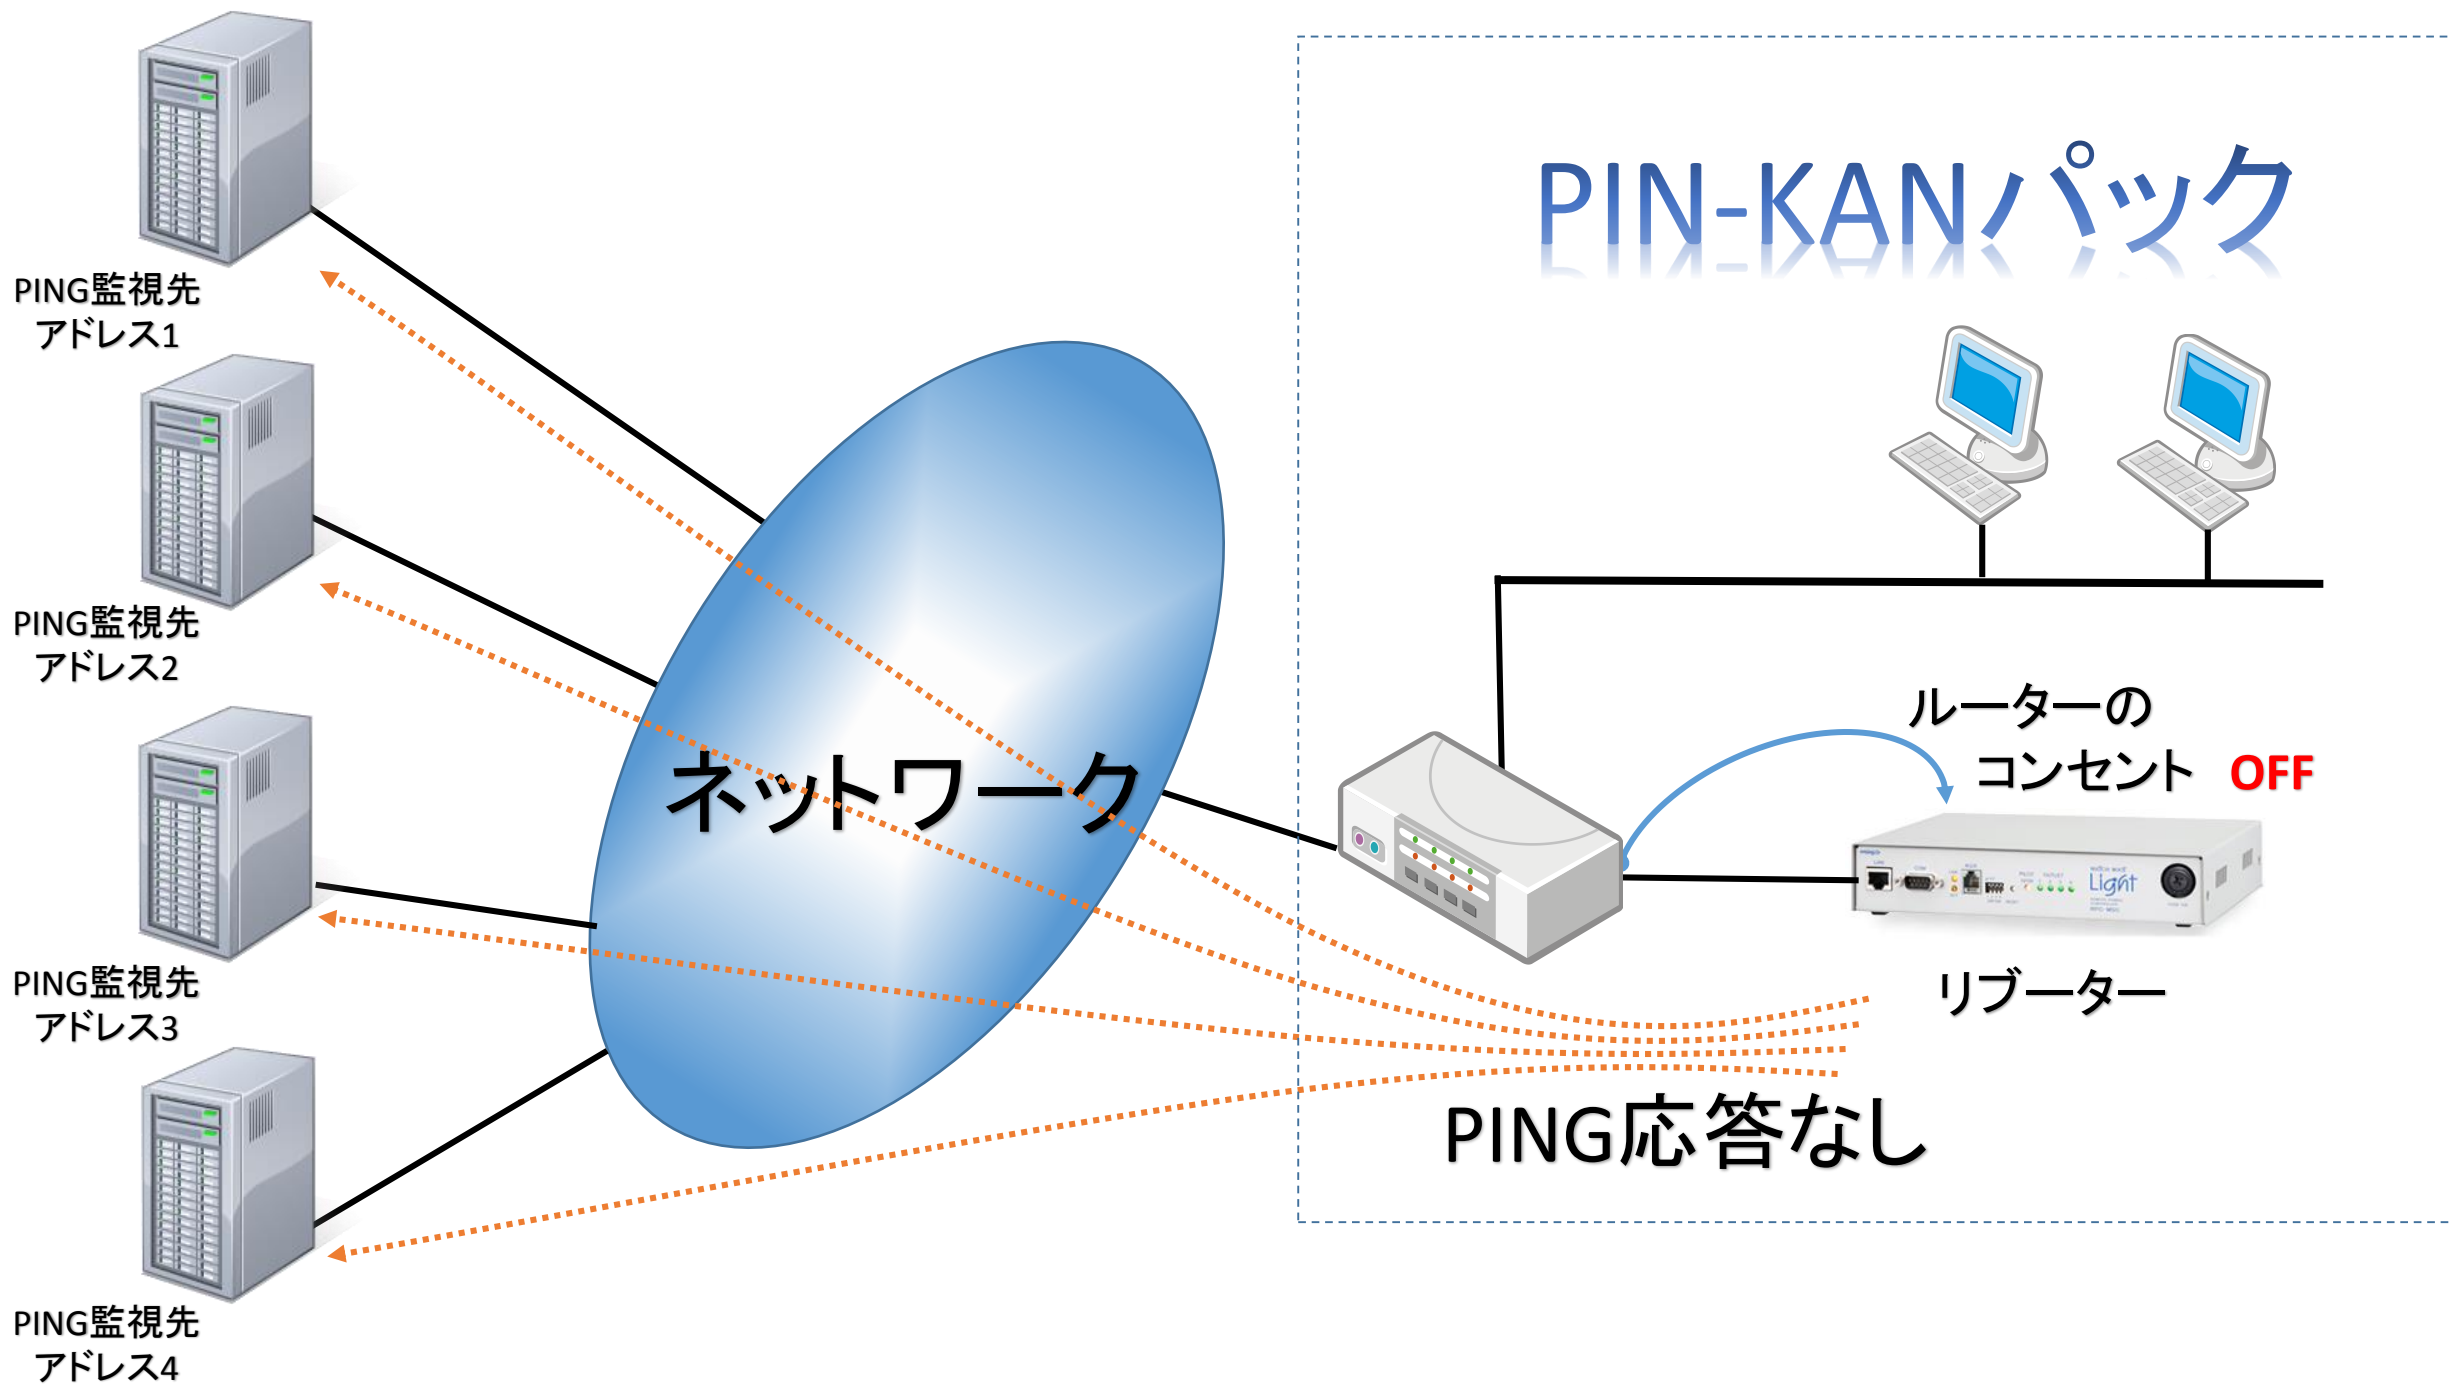 PIN-KANパック
PING監視先
アドレス1
PING監視先
アドレス2
PING監視先
アドレス3
PING監視先
アドレス4
ネットワーク
ルーターの
コンセント OFF
Light
リブーター
PING応答なし